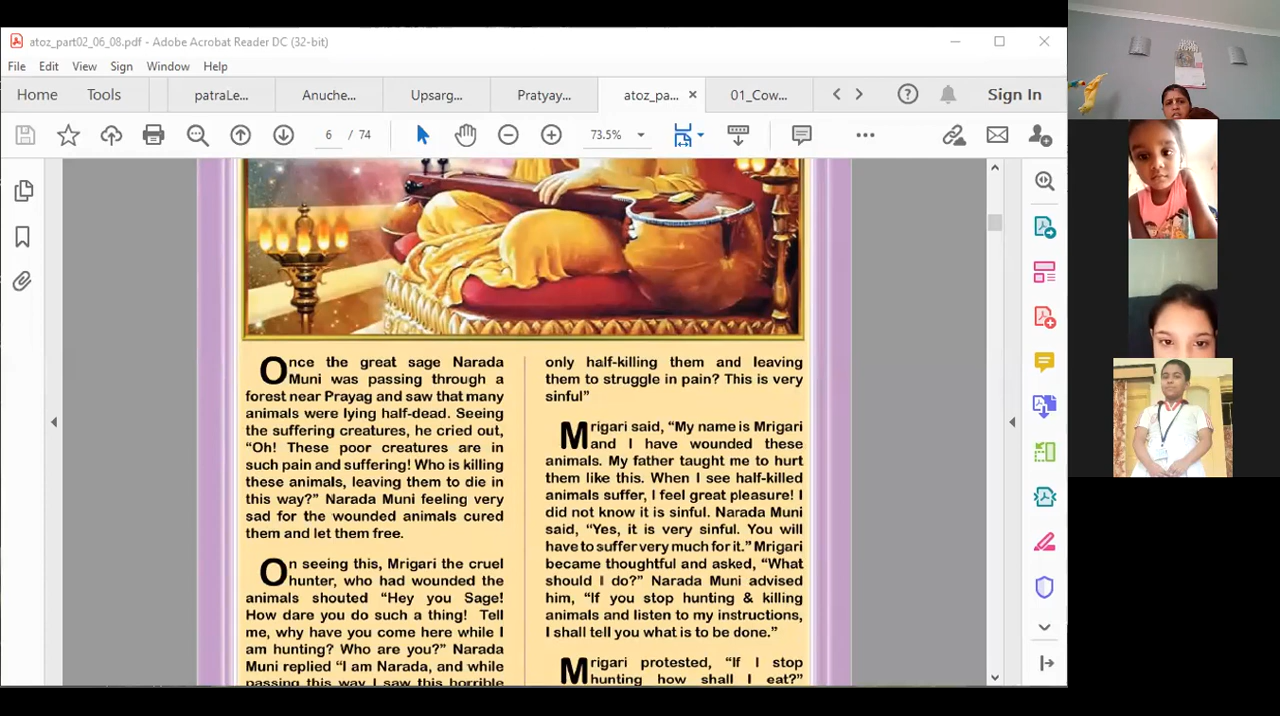 atoz_part02_06_08.pdf - Adobe Acrobat Reader DC (32-bit)
File Edit View Sign Window Help
Home Tools patraLe... Anuche... Upsarg... Pratyay... atoz_pa... 01_Cow... Sign In
6 / 74 73.5%
Once the great sage Narada
Muni was passing through a
forest near Prayag and saw that many
animals were lying half-dead. Seeing
the suffering creatures, he cried out,
“Oh! These poor creatures are in
such pain and suffering! Who is killing
these animals, leaving them to die in
this way?” Narada Muni feeling very
sad for the wounded animals cured
them and let them free.
On seeing this, Mrigari the cruel
hunter, who had wounded the
animals shouted “Hey you Sage!
How dare you do such a thing! Tell
me, why have you come here while I
am hunting? Who are you?” Narada
Muni replied “I am Narada, and while
passing this way I saw this horrible
only half-killing them and leaving
them to struggle in pain? This is very
sinful”
Mrigari said, “My name is Mrigari
and I have wounded these
animals. My father taught me to hurt
them like this. When I see half-killed
animals suffer, I feel great pleasure! I
did not know it is sinful. Narada Muni
said, “Yes, it is very sinful. You will
have to suffer very much for it.” Mrigari
became thoughtful and asked, “What
should I do?” Narada Muni advised
him, “If you stop hunting & killing
animals and listen to my instructions,
I shall tell you what is to be done.”
Mrigari protested, “If I stop
hunting how shall I eat?”